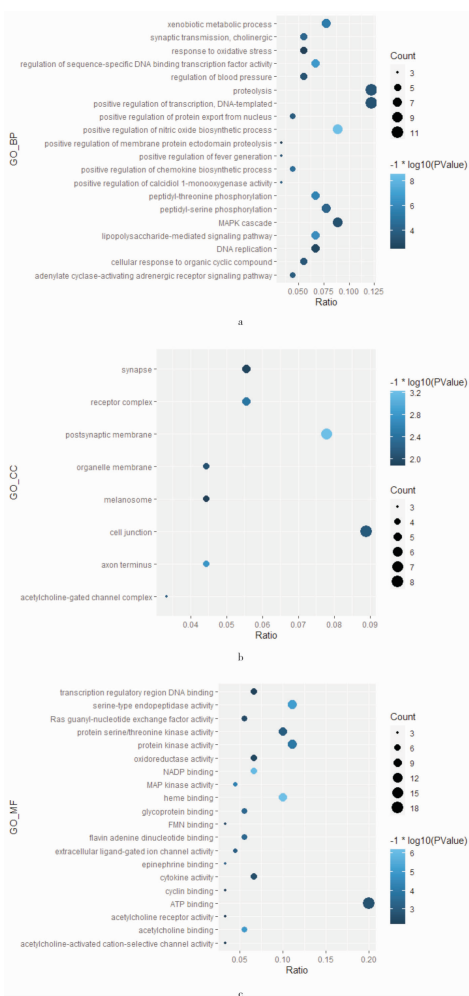 xenobiotic metabolic process
synaptic transmission, cholinergic
response to oxidative stress
regulation of sequence-specific DNA binding transcription factor activity
regulation of blood pressure
proteolysis
positive regulation of transcription, DNA-templated
positive regulation of protein export from nucleus
positive regulation of nitric oxide biosynthetic process
positive regulation of membrane protein ectodomain proteolysis
positive regulation of fever generation
positive regulation of chemokine biosynthetic process
positive regulation of calcidiol 1-monooxygenase activity
peptidyl-threonine phosphorylation
peptidyl-serine phosphorylation
MAPK cascade
lipopolysaccharide-mediated signaling pathway
DNA replication
cellular response to organic cyclic compound
adenylate cyclase-activating adrenergic receptor signaling pathway
GO_BP
0.050 0.075 0.100 0.125
Ratio
Count
3
5
7
9
11
-1 * log10(PValue)
8
6
4
a
synapse
receptor complex
postsynaptic membrane
organelle membrane
melanosome
cell junction
axon terminus
acetylcholine-gated channel complex
GO_CC
0.04 0.05 0.06 0.07 0.08 0.09
Ratio
-1 * log10(PValue)
3.2
2.8
2.4
2.0
Count
3
4
5
6
7
8
b
transcription regulatory region DNA binding
serine-type endopeptidase activity
Ras guanyl-nucleotide exchange factor activity
protein serine/threonine kinase activity
protein kinase activity
oxidoreductase activity
NADP binding
MAP kinase activity
heme binding
glycoprotein binding
FMN binding
flavin adenine dinucleotide binding
extracellular ligand-gated ion channel activity
epinephrine binding
cytokine activity
cyclin binding
ATP binding
acetylcholine receptor activity
acetylcholine binding
acetylcholine-activated cation-selective channel activity
GO_MF
0.05 0.10 0.15 0.20
Ratio
Count
3
6
9
12
15
18
-1 * log10(PValue)
6
5
4
3
c